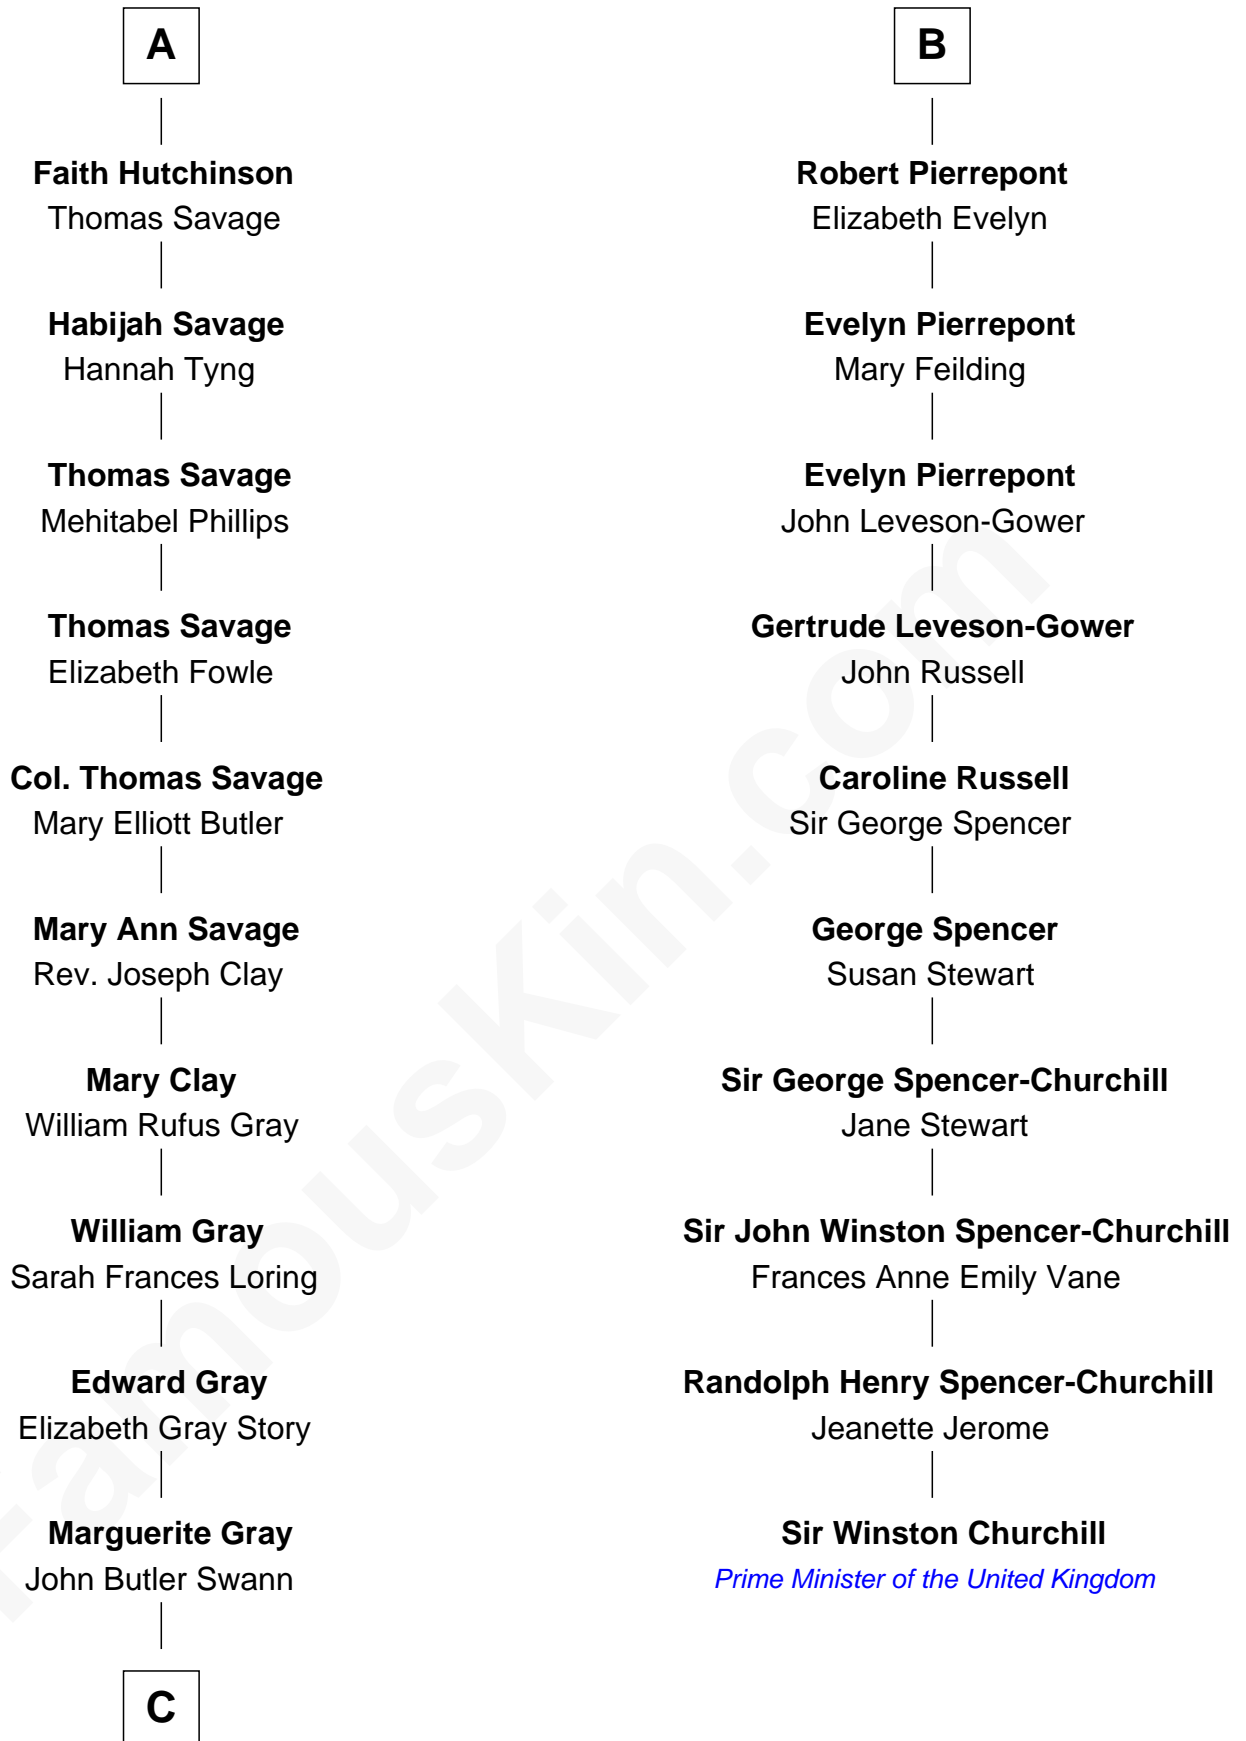 A
Faith Hutchinson
Thomas Savage
Habijah Savage
Hannah Tyng
Thomas Savage
Mehitabel Phillips
Thomas Savage
Elizabeth Fowle
Col. Thomas Savage
Mary Elliott Butler
Mary Ann Savage
Rev. Joseph Clay
Mary Clay
William Rufus Gray
William Gray
Sarah Frances Loring
Edward Gray
Elizabeth Gray Story
Marguerite Gray
John Butler Swann
C
B
Robert Pierrepont
Elizabeth Evelyn
Evelyn Pierrepont
Mary Feilding
Evelyn Pierrepont
John Leveson-Gower
Gertrude Leveson-Gower
John Russell
Caroline Russell
Sir George Spencer
George Spencer
Susan Stewart
Sir George Spencer-Churchill
Jane Stewart
Sir John Winston Spencer-Churchill
Frances Anne Emily Vane
Randolph Henry Spencer-Churchill
Jeanette Jerome
Sir Winston Churchill
Prime Minister of the United Kingdom
FamousKin.com